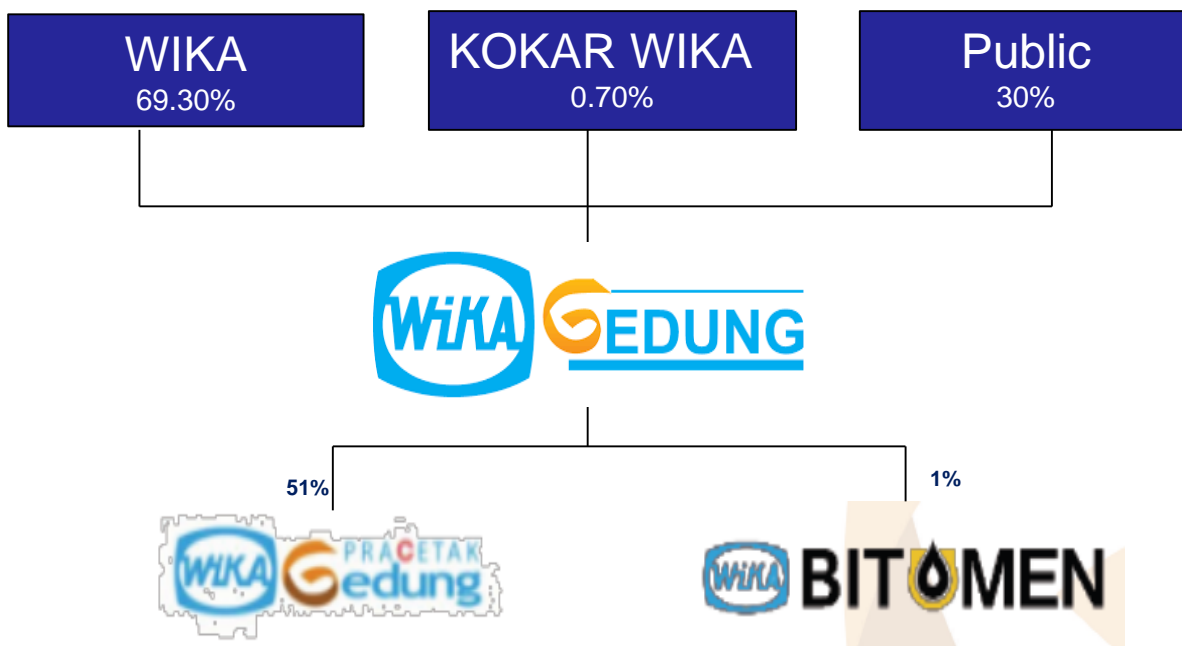 WIKA
69.30%
KOKAR WIKA
0.70%
Public
30%
WiKA GEDUNG
51%
1%
WiKA PRACETAK
Gedung
WiKA BITUMEN